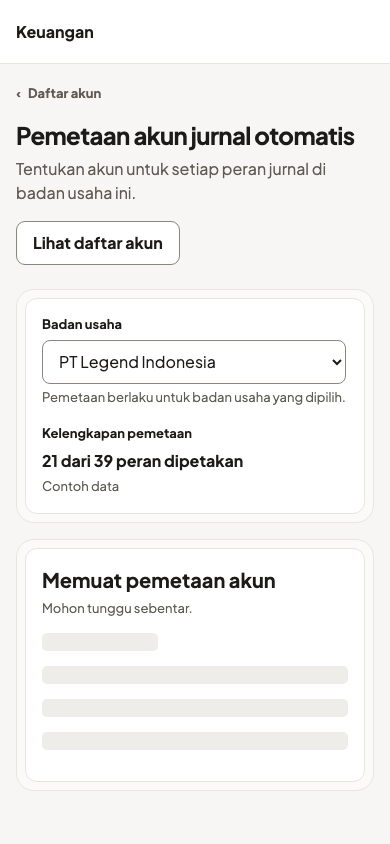 Keuangan
‹ Daftar akun
Pemetaan akun jurnal otomatis
Tentukan akun untuk setiap peran jurnal di
badan usaha ini.
Lihat daftar akun
Badan usaha
PT Legend Indonesia
Pemetaan berlaku untuk badan usaha yang dipilih.
Kelengkapan pemetaan
21 dari 39 peran dipetakan
Contoh data
Memuat pemetaan akun
Mohon tunggu sebentar.